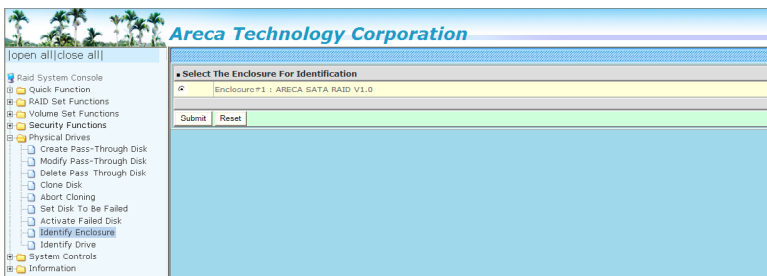 Areca Technology Corporation
|open all|close all|
Raid System Console
Quick Function
RAID Set Functions
Volume Set Functions
Security Functions
Physical Drives
Create Pass-Through Disk
Modify Pass-Through Disk
Delete Pass Through Disk
Clone Disk
Abort Cloning
Set Disk To Be Failed
Activate Failed Disk
Identify Enclosure
Identify Drive
System Controls
Information
Select The Enclosure For Identification
Enclosure#1 : ARECA SATA RAID V1.0
Submit Reset